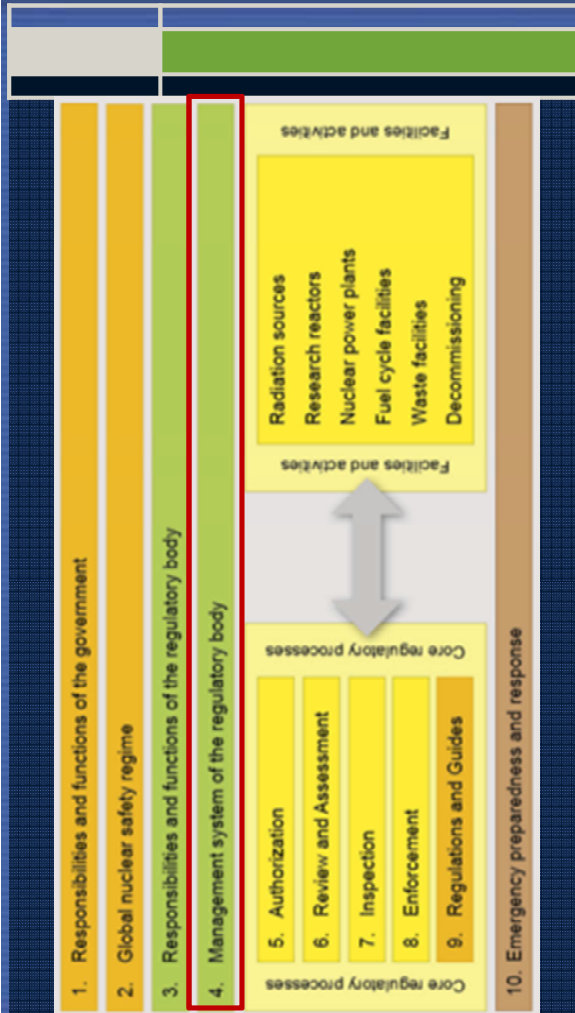 1. Responsibilities and functions of the government
2. Global nuclear safety regime
3. Responsibilities and functions of the regulatory body
4. Management system of the regulatory body
Core regulatory processes
5. Authorization
6. Review and Assessment
7. Inspection
8. Enforcement
9. Regulations and Guides
Core regulatory processes
Facilities and activities
Radiation sources
Research reactors
Nuclear power plants
Fuel cycle facilities
Waste facilities
Decommissioning
Facilities and activities
10. Emergency preparedness and response